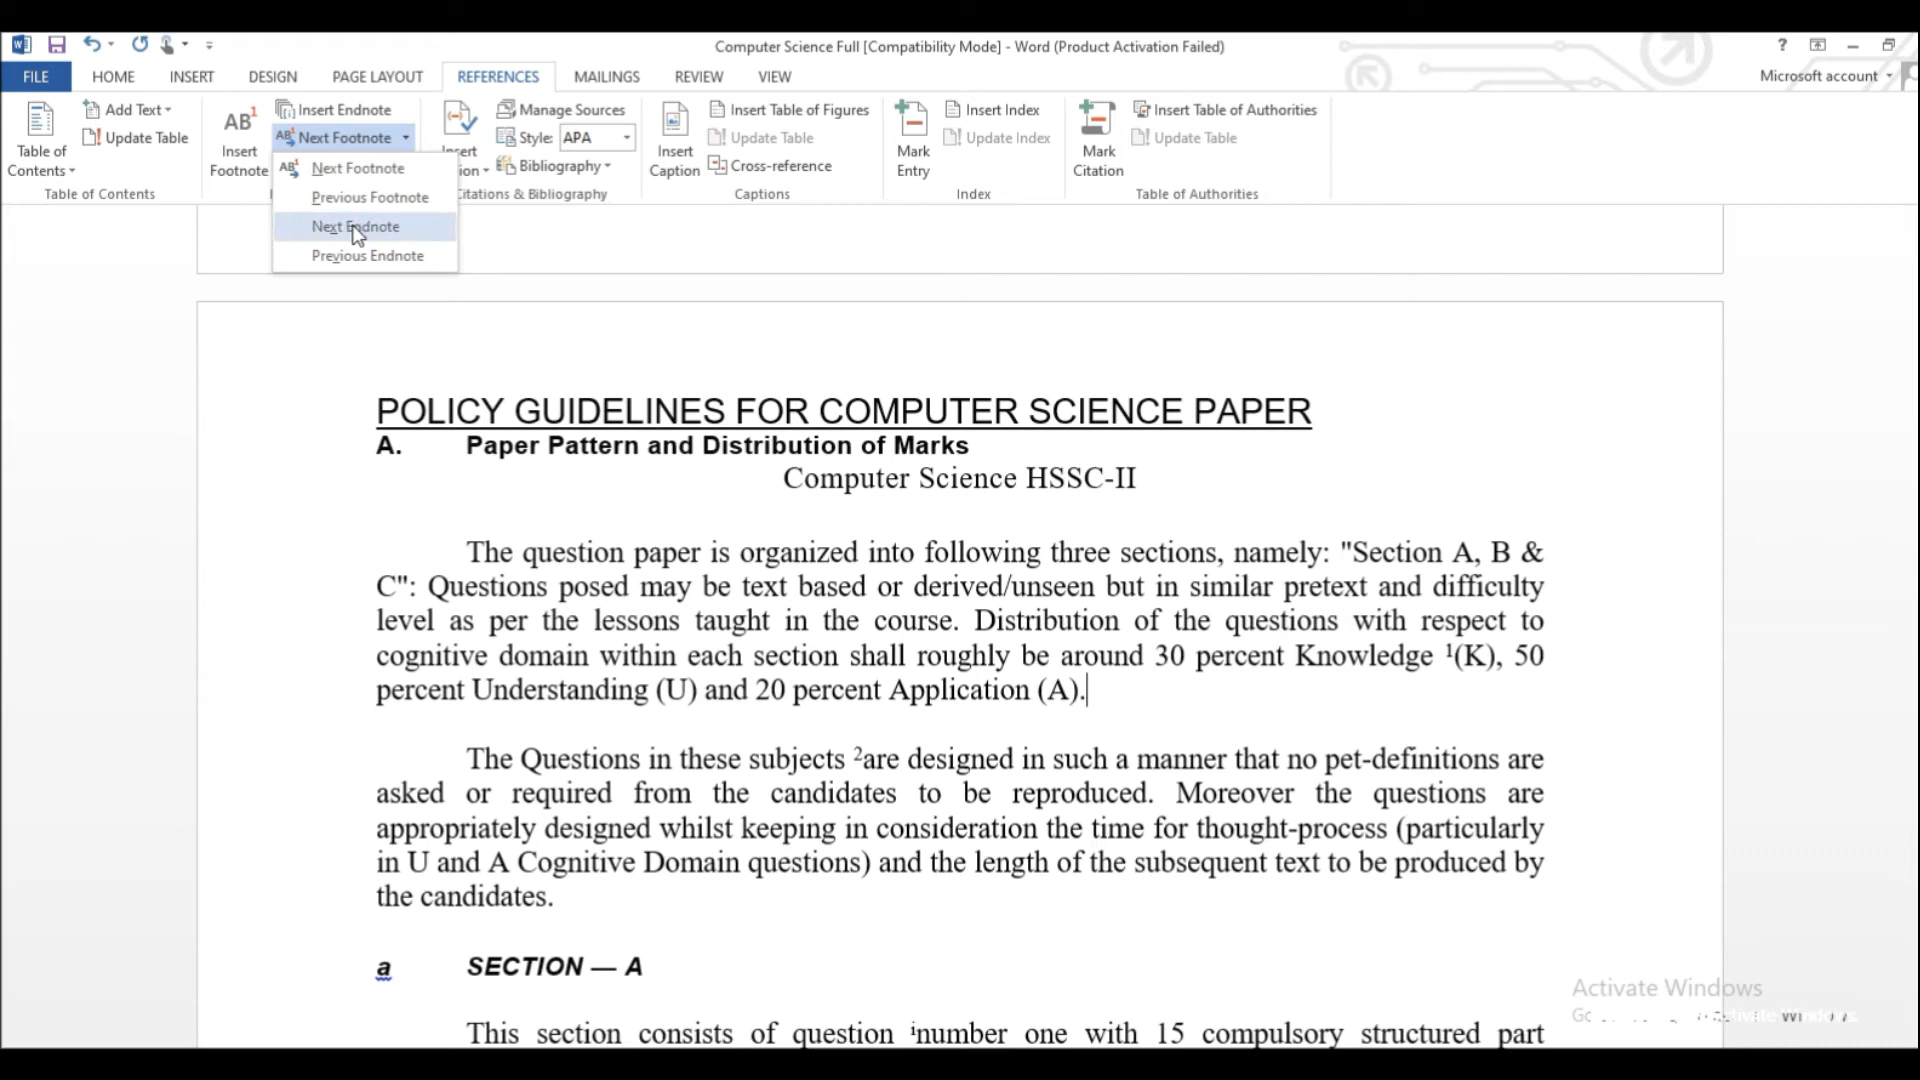 Computer Science Full [Compatibility Mode] - Word (Product Activation Failed)
?
FILE HOME INSERT DESIGN PAGE LAYOUT REFERENCES MAILINGS REVIEW VIEW Microsoft account
Table of Contents
Add Text
Update Table
Table of Contents
AB1 Insert Footnote
Insert Endnote
Next Footnote
Next Footnote
Previous Footnote
Next Endnote
Previous Endnote
Insert
Manage Sources
Style: APA
Bibliography
Citations & Bibliography
Insert Caption
Insert Table of Figures
Update Table
Cross-reference
Captions
Mark Entry
Insert Index
Update Index
Index
Mark Citation
Insert Table of Authorities
Update Table
Table of Authorities
POLICY GUIDELINES FOR COMPUTER SCIENCE PAPER
A. Paper Pattern and Distribution of Marks
Computer Science HSSC-II
The question paper is organized into following three sections, namely: "Section A, B &
C": Questions posed may be text based or derived/unseen but in similar pretext and difficulty
level as per the lessons taught in the course. Distribution of the questions with respect to
cognitive domain within each section shall roughly be around 30 percent Knowledge ¹(K), 50
percent Understanding (U) and 20 percent Application (A).
The Questions in these subjects ²are designed in such a manner that no pet-definitions are
asked or required from the candidates to be reproduced. Moreover the questions are
appropriately designed whilst keeping in consideration the time for thought-process (particularly
in U and A Cognitive Domain questions) and the length of the subsequent text to be produced by
the candidates.
a SECTION — A
This section consists of question ⁱnumber one with 15 compulsory structured part
Activate Windows